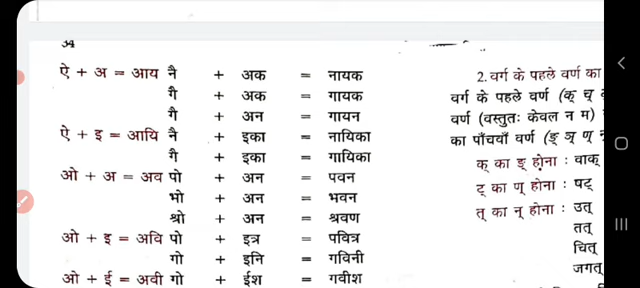 34
ऐ + अ = आय नै + अक = नायक
गै + अक = गायक
गै + अन = गायन
ऐ + इ = आयि नै + इका = नायिका
गै + इका = गायिका
ओ + अ = अव पो + अन = पवन
भो + अन = भवन
श्रो + अन = श्रवण
ओ + इ = अवि पो + इत्र = पवित्र
गो + इनि = गविनी
ओ + ई = अवी गो + ईश = गवीश
2. वर्ग के पहले वर्ण का
वर्ग के पहले वर्ण (क् च्
वर्ण (वस्तुतः केवल न म)
का पाँचवाँ वर्ण (ङ् ञ् ण्
क् का ङ् होना : वाक्
ट् का ण् होना : षट्
त् का न् होना : उत्
तत्
चित्
जगत्